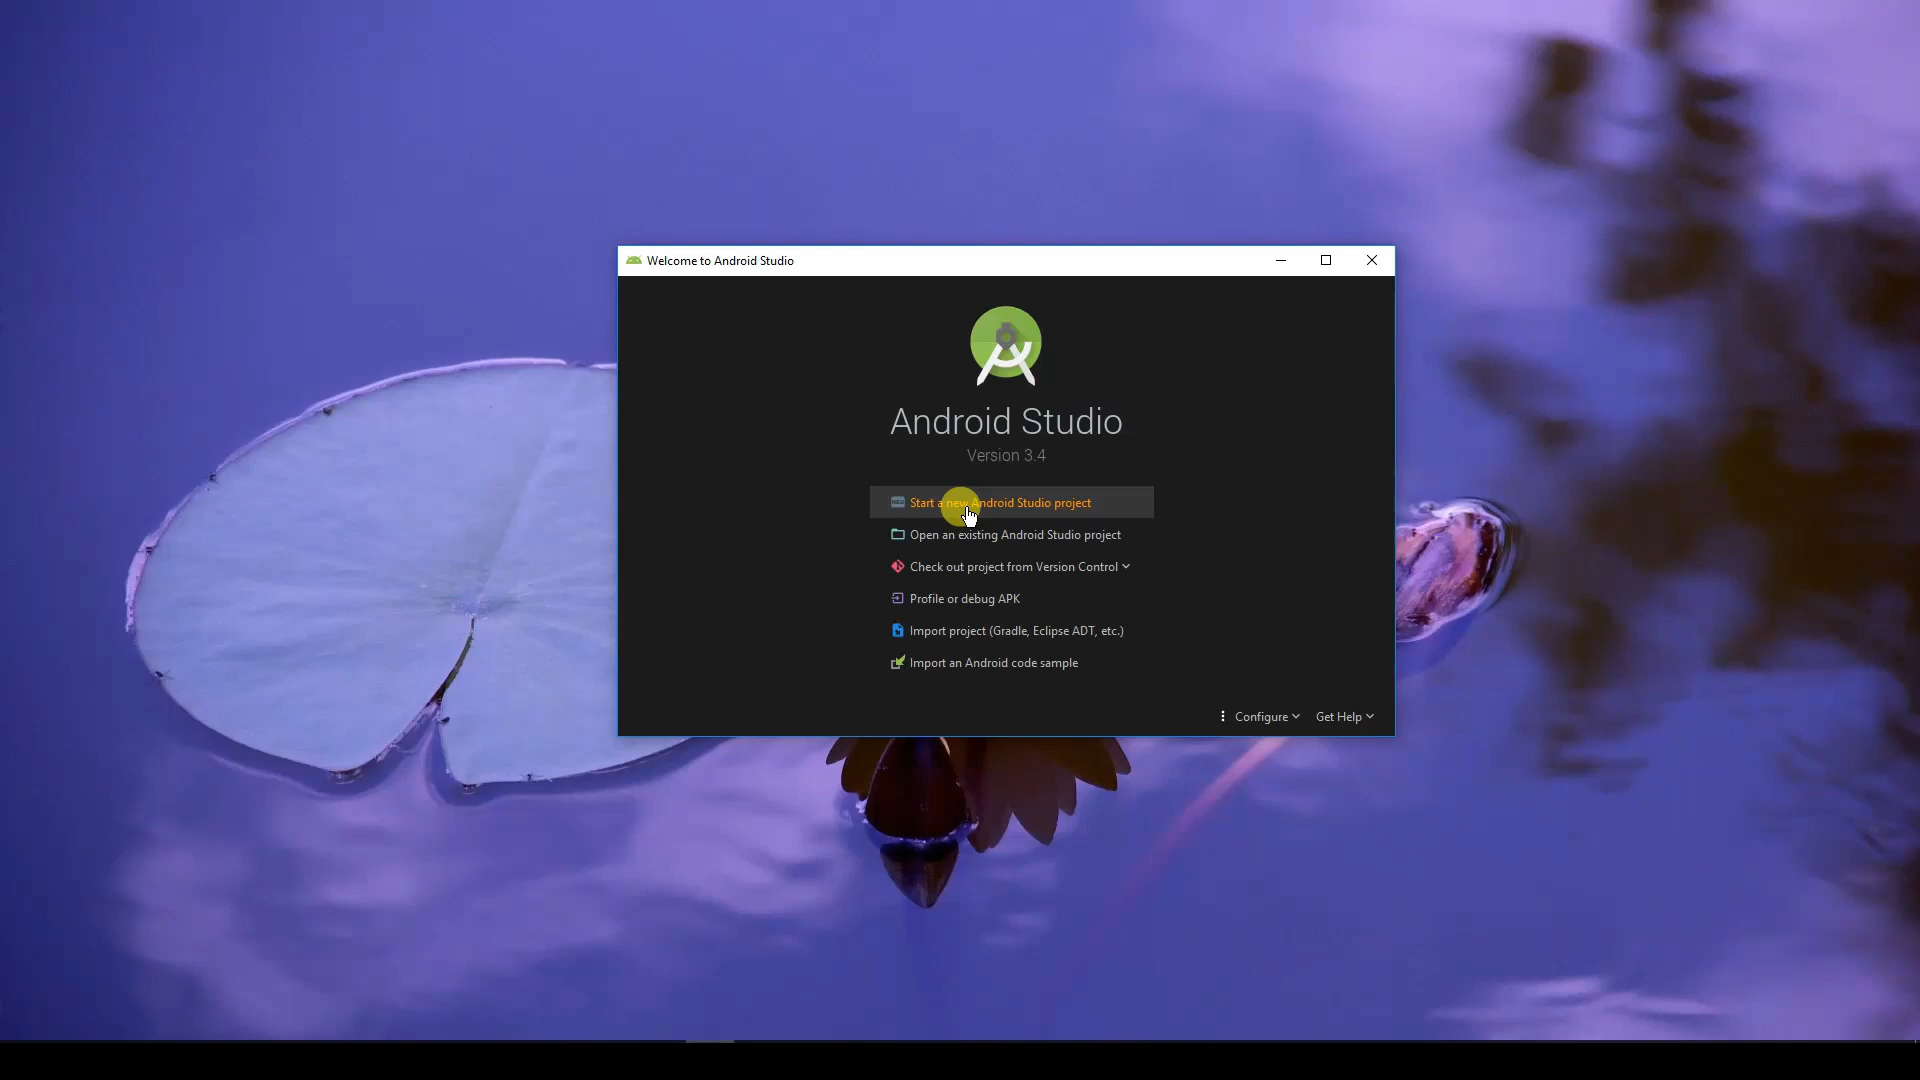 Welcome to Android Studio
Android Studio
Version 3.4
Start a new Android Studio project
Open an existing Android Studio project
Check out project from Version Control
Profile or debug APK
Import project (Gradle, Eclipse ADT, etc.)
Import an Android code sample
Configure Get Help